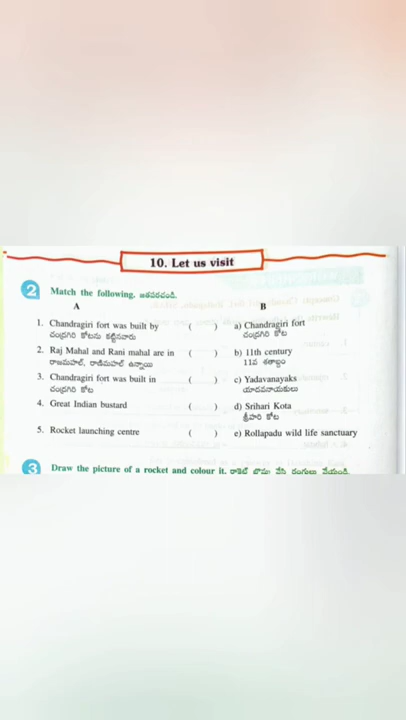 10. Let us visit
2 Match the following. జతపరచండి.
A B
1. Chandragiri fort was built by ( ) a) Chandragiri fort
చంద్రగిరి కోటను కట్టినవారు చంద్రగిరి కోట
2. Raj Mahal and Rani mahal are in ( ) b) 11th century
రాజమహల్, రాణిమహల్ ఉన్నాయి 11వ శతాబ్దం
3. Chandragiri fort was built in ( ) c) Yadavanayaks
చంద్రగిరి కోట యాదవనాయకులు
4. Great Indian bustard ( ) d) Srihari Kota
శ్రీహరి కోట
5. Rocket launching centre ( ) e) Rollapadu wild life sanctuary
3 Draw the picture of a rocket and colour it. రాకెట్ బొమ్మ వేసి రంగులు వేయండి.